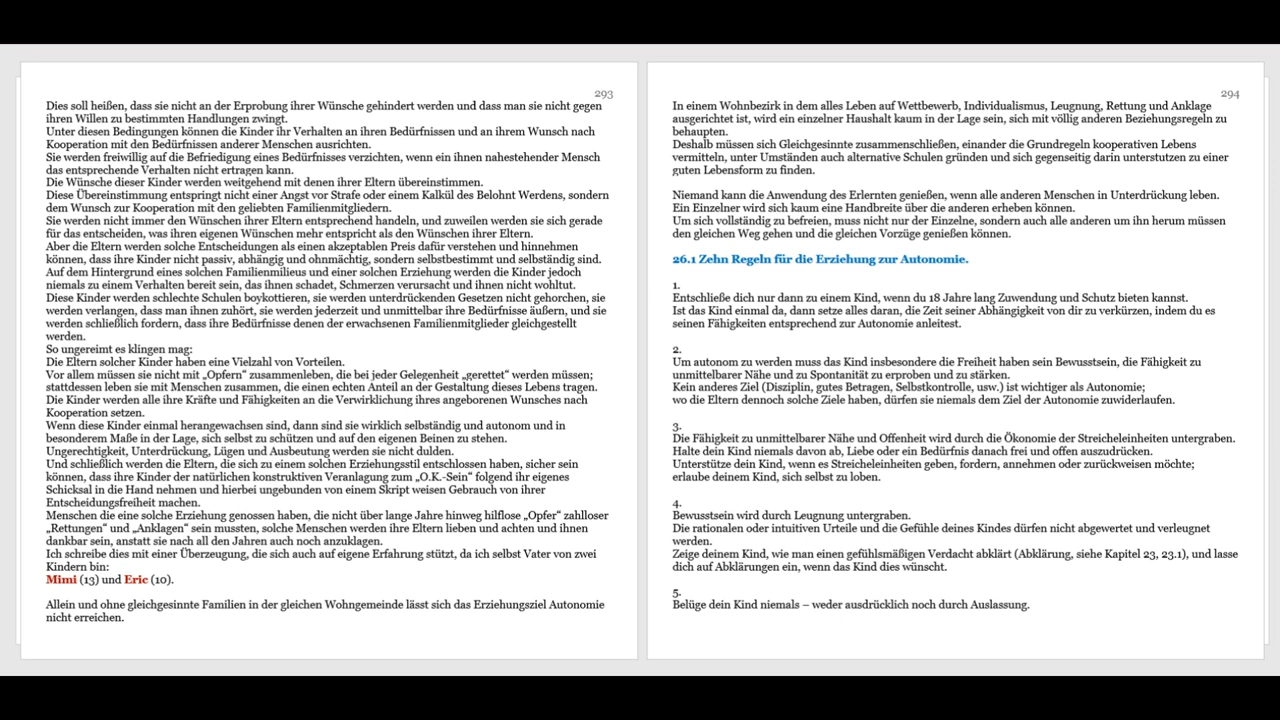 293
Dies soll heißen, dass sie nicht an der Erprobung ihrer Wünsche gehindert werden und dass man sie nicht gegen
ihren Willen zu bestimmten Handlungen zwingt.
Unter diesen Bedingungen können die Kinder ihr Verhalten an ihren Bedürfnissen und an ihrem Wunsch nach
Kooperation mit den Bedürfnissen anderer Menschen ausrichten.
Sie werden freiwillig auf die Befriedigung eines Bedürfnisses verzichten, wenn ein ihnen nahestehender Mensch
das entsprechende Verhalten nicht ertragen kann.
Die Wünsche dieser Kinder werden weitgehend mit denen ihrer Eltern übereinstimmen.
Diese Übereinstimmung entspringt nicht einer Angst vor Strafe oder einem Kalkül des Belohnt Werdens, sondern
dem Wunsch zur Kooperation mit den geliebten Familienmitgliedern.
Sie werden nicht immer den Wünschen ihrer Eltern entsprechend handeln, und zuweilen werden sie sich gerade
für das entscheiden, was ihren eigenen Wünschen mehr entspricht als den Wünschen ihrer Eltern.
Aber die Eltern werden solche Entscheidungen als einen akzeptablen Preis dafür verstehen und hinnehmen
können, dass ihre Kinder nicht passiv, abhängig und ohnmächtig, sondern selbstbestimmt und selbständig sind.
Auf dem Hintergrund eines solchen Familienmilieus und einer solchen Erziehung werden die Kinder jedoch
niemals zu einem Verhalten bereit sein, das ihnen schadet, Schmerzen verursacht und ihnen nicht wohltut.
Diese Kinder werden schlechte Schulen boykottieren, sie werden unterdrückenden Gesetzen nicht gehorchen, sie
werden verlangen, dass man ihnen zuhört, sie werden jederzeit und unmittelbar ihre Bedürfnisse äußern, und sie
werden schließlich fordern, dass ihre Bedürfnisse denen der erwachsenen Familienmitglieder gleichgestellt
werden.
So ungereimt es klingen mag:
Die Eltern solcher Kinder haben eine Vielzahl von Vorteilen.
Vor allem müssen sie nicht mit „Opfern“ zusammenleben, die bei jeder Gelegenheit „gerettet“ werden müssen;
stattdessen leben sie mit Menschen zusammen, die einen echten Anteil an der Gestaltung dieses Lebens tragen.
Die Kinder werden alle ihre Kräfte und Fähigkeiten an die Verwirklichung ihres angeborenen Wunsches nach
Kooperation setzen.
Wenn diese Kinder einmal herangewachsen sind, dann sind sie wirklich selbständig und autonom und in
besonderem Maße in der Lage, sich selbst zu schützen und auf den eigenen Beinen zu stehen.
Ungerechtigkeit, Unterdrückung, Lügen und Ausbeutung werden sie nicht dulden.
Und schließlich werden die Eltern, die sich zu einem solchen Erziehungsstil entschlossen haben, sicher sein
können, dass ihre Kinder der natürlichen konstruktiven Veranlagung zum „O.K.-Sein“ folgend ihr eigenes
Schicksal in die Hand nehmen und hierbei ungebunden von einem Skript weisen Gebrauch von ihrer
Entscheidungsfreiheit machen.
Menschen die eine solche Erziehung genossen haben, die nicht über lange Jahre hinweg hilflose „Opfer“ zahlloser
„Rettungen“ und „Anklagen“ sein mussten, solche Menschen werden ihre Eltern lieben und achten und ihnen
dankbar sein, anstatt sie nach all den Jahren auch noch anzuklagen.
Ich schreibe dies mit einer Überzeugung, die sich auch auf eigene Erfahrung stützt, da ich selbst Vater von zwei
Kindern bin:
Mimi (13) und Eric (10).
Allein und ohne gleichgesinnte Familien in der gleichen Wohngemeinde lässt sich das Erziehungsziel Autonomie
nicht erreichen.
294
In einem Wohnbezirk in dem alles Leben auf Wettbewerb, Individualismus, Leugnung, Rettung und Anklage
ausgerichtet ist, wird ein einzelner Haushalt kaum in der Lage sein, sich mit völlig anderen Beziehungsregeln zu
behaupten.
Deshalb müssen sich Gleichgesinnte zusammenschließen, einander die Grundregeln kooperativen Lebens
vermitteln, unter Umständen auch alternative Schulen gründen und sich gegenseitig darin unterstutzen zu einer
guten Lebensform zu finden.
Niemand kann die Anwendung des Erlernten genießen, wenn alle anderen Menschen in Unterdrückung leben.
Ein Einzelner wird sich kaum eine Handbreite über die anderen erheben können.
Um sich vollständig zu befreien, muss nicht nur der Einzelne, sondern auch alle anderen um ihn herum müssen
den gleichen Weg gehen und die gleichen Vorzüge genießen können.
26.1 Zehn Regeln für die Erziehung zur Autonomie.
1.
Entschließe dich nur dann zu einem Kind, wenn du 18 Jahre lang Zuwendung und Schutz bieten kannst.
Ist das Kind einmal da, dann setze alles daran, die Zeit seiner Abhängigkeit von dir zu verkürzen, indem du es
seinen Fähigkeiten entsprechend zur Autonomie anleitest.
2.
Um autonom zu werden muss das Kind insbesondere die Freiheit haben sein Bewusstsein, die Fähigkeit zu
unmittelbarer Nähe und zu Spontanität zu erproben und zu stärken.
Kein anderes Ziel (Disziplin, gutes Betragen, Selbstkontrolle, usw.) ist wichtiger als Autonomie;
wo die Eltern dennoch solche Ziele haben, dürfen sie niemals dem Ziel der Autonomie zuwiderlaufen.
3.
Die Fähigkeit zu unmittelbarer Nähe und Offenheit wird durch die Ökonomie der Streicheleinheiten untergraben.
Halte dein Kind niemals davon ab, Liebe oder ein Bedürfnis danach frei und offen auszudrücken.
Unterstütze dein Kind, wenn es Streicheleinheiten geben, fordern, annehmen oder zurückweisen möchte;
erlaube deinem Kind, sich selbst zu loben.
4.
Bewusstsein wird durch Leugnung untergraben.
Die rationalen oder intuitiven Urteile und die Gefühle deines Kindes dürfen nicht abgewertet und verleugnet
werden.
Zeige deinem Kind, wie man einen gefühlsmäßigen Verdacht abklärt (Abklärung, siehe Kapitel 23, 23.1), und lasse
dich auf Abklärungen ein, wenn das Kind dies wünscht.
5.
Belüge dein Kind niemals – weder ausdrücklich noch durch Auslassung.